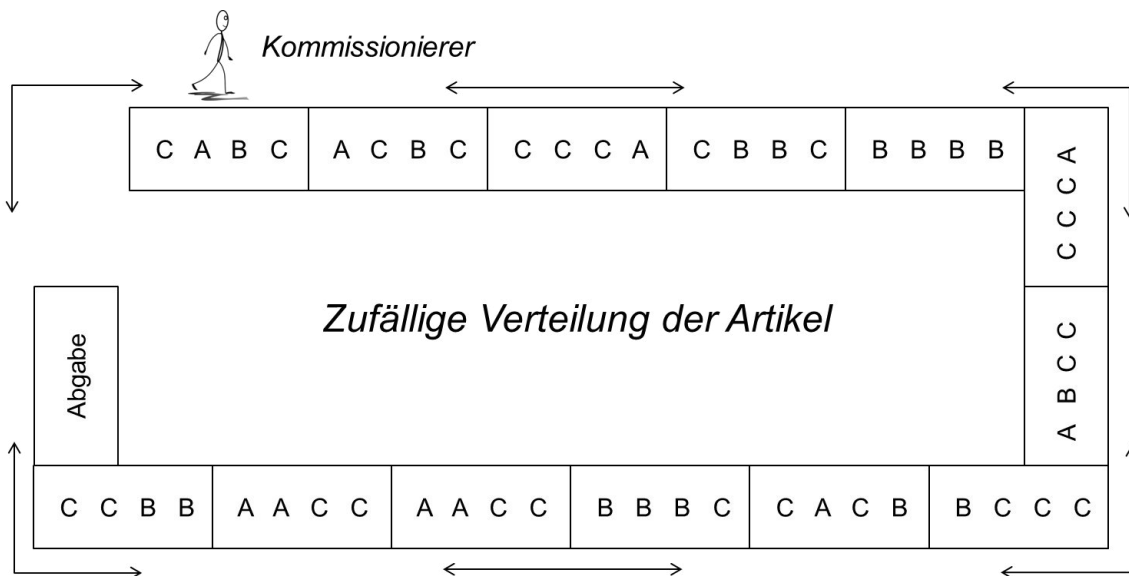 Kommissionierer
C A B C A C B C C C C A C B B C B B B B
C C C A
Zufällige Verteilung der Artikel
Abgabe
A B C C
C C B B A A C C A A C C B B B C C A C B B C C C